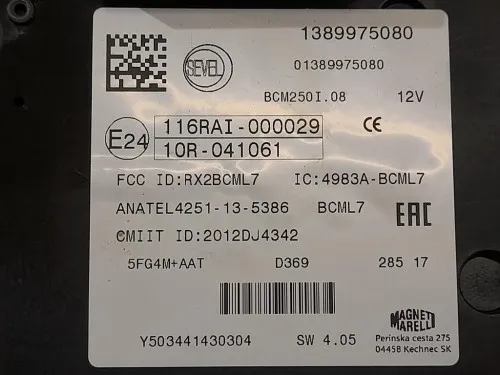 1389975080
SEVEL
01389975080
BCM250I.08 12V
E24
116RAI-000029
10R-041061
CE
FCC ID:RX2BCML7 IC:4983A-BCML7
ANATEL4251-13-5386 BCML7
EAC
CMIIT ID:2012DJ4342
5FG4M+AAT D369 285 17
MAGNETI
MARELLI
Y503441430304 SW 4.05
Perinska cesta 275
04458 Kechnec SK